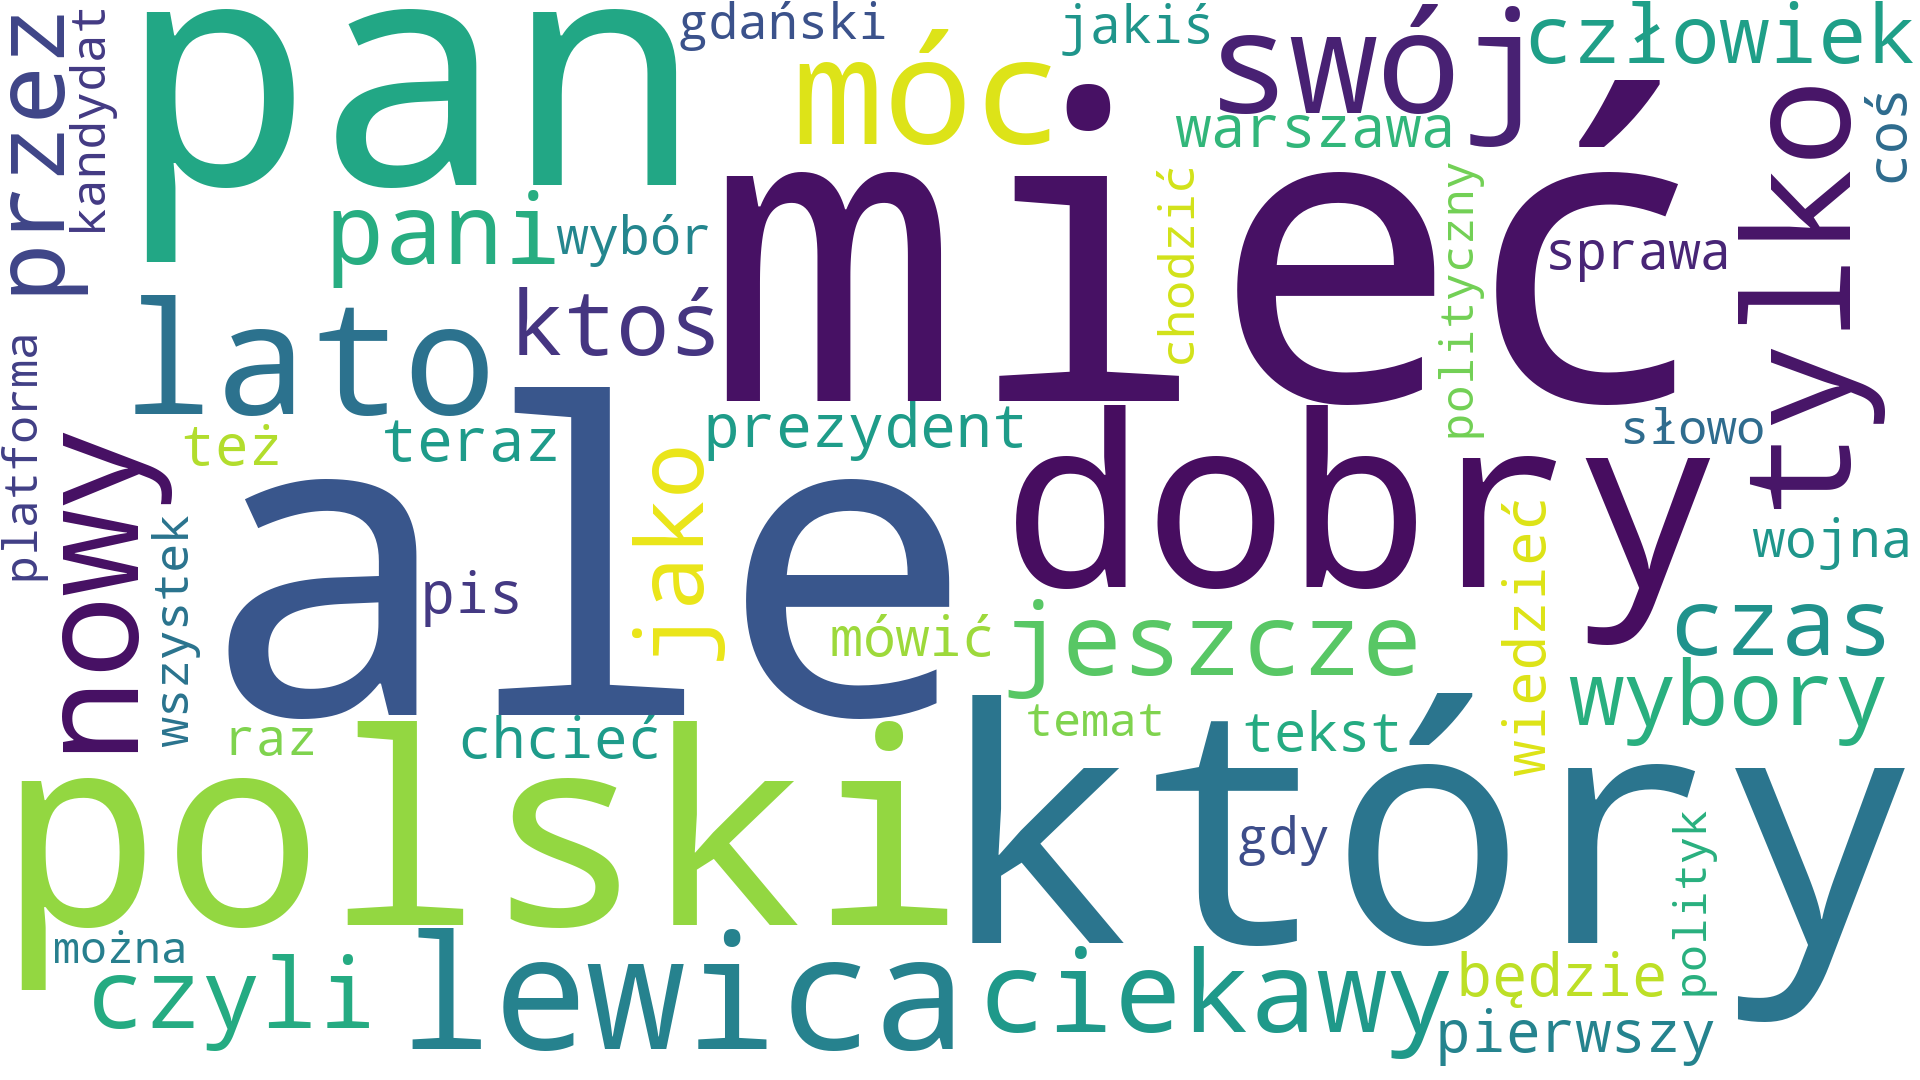 przez
kandydat
pan
gdański
jakiś
móc
swój
człowiek
warszawa
coś
mieć
tylko
pani
wybór
chodzić
polityczny
sprawa
lato
ktoś
platforma
nowy
też
teraz
prezydent
dobry
słowo
ale
jako
wszystek
pis
mówić
jeszcze
wiedzieć
wojna
czas
wybory
raz
chcieć
temat
tekst
polski
który
gdy
polityk
można
czyli
lewica
ciekawy
będzie
pierwszy